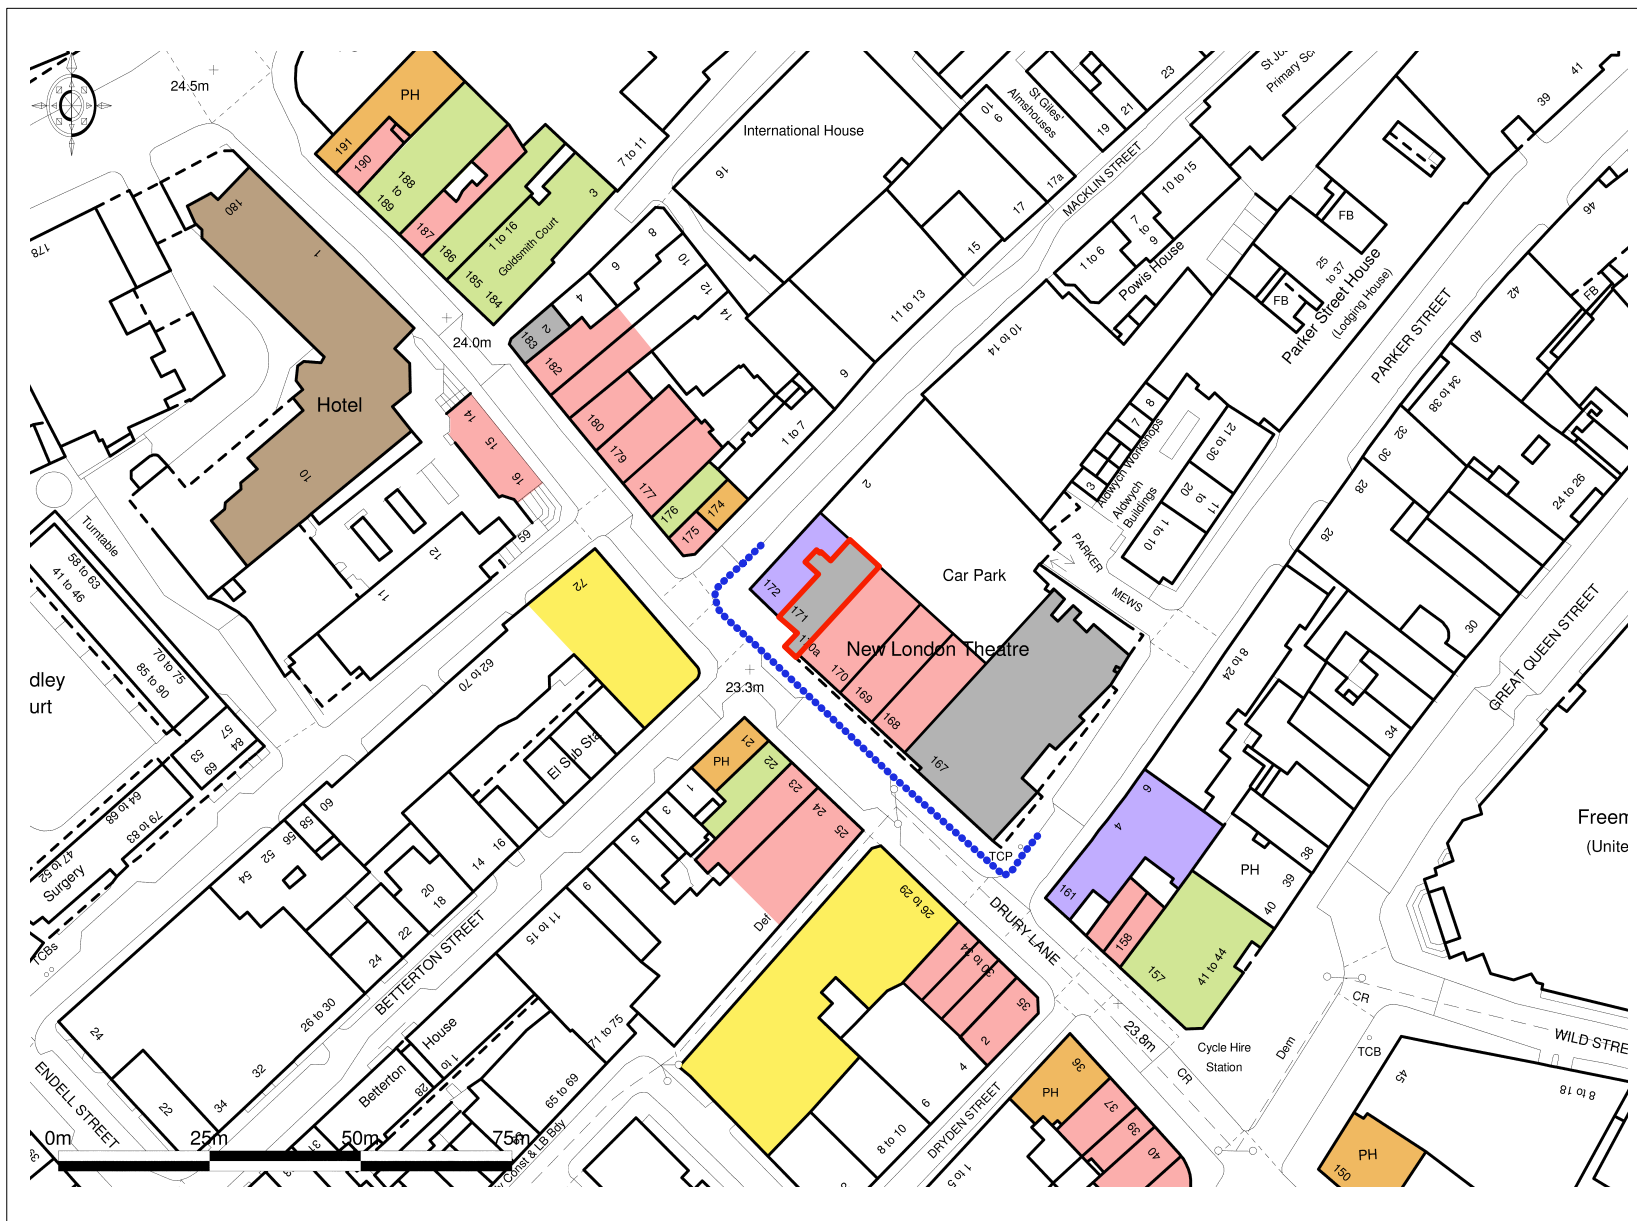 24.5m
PH
191
190
188
to
189
187
186
1 to 16
Goldsmith Court
185
184
3
7 to 11
International House
16
10
9
St Giles'
Almshouses
19
21
23
17a
17
15
MACKLIN STREET
St Jos
Primary Sch
10 to 15
7
to
9
1 to 6
Powis House
FB
FB
25
to 37
Parker Street House
(Lodging House)
39
41
46
42
FB
40
PARKER STREET
34 to 38
32
30
28
26
24 to 26
178
180
1
Hotel
10
24.0m
8
6
4
2
183
182
10
12
14
180
179
177
176
175
174
1 to 7
9
11 to 13
10 to 14
2
14
15
16
59
12
11
Turntable
58 to 63
41 to 46
70 to 75
85 to 90
dley
urt
57
84
53
69
64 to 68
79 to 83
47 to 52
Surgery
TCBs
8
7
3
Aldwych Workshops
Aldwych
Buildings
21 to 30
20
to
11
1 to 10
PARKER
MEWS
Car Park
172
171
170a
New London Theatre
170
169
168
167
TCP
72
62 to 70
23.3m
El Sub Sta
60
58
56
52
54
14
16
20
18
22
24
BETTERTON STREET
26 to 30
24
22
32
34
ENDELL STREET
21
PH
22
23
24
25
1
3
5
9
11 to 15
Def
26 to 29
30 to 34
35
2
4
6
8 to 10
DRYDEN STREET
1 to 5
House
Betterton
1 to
28
71 to 75
65 to 69
31
Const & LB Bdy
DRURY LANE
8 to 24
6
4
161
158
157
41 to 44
PH
40
39
38
34
30
GREAT QUEEN STREET
Freem
(Unite
23.8m
CR
CR
Cycle Hire
Station
Dem
TCB
WILD STRE
45
8 to 18
36
PH
37
39
40
PH
150
0m
25m
50m
75m